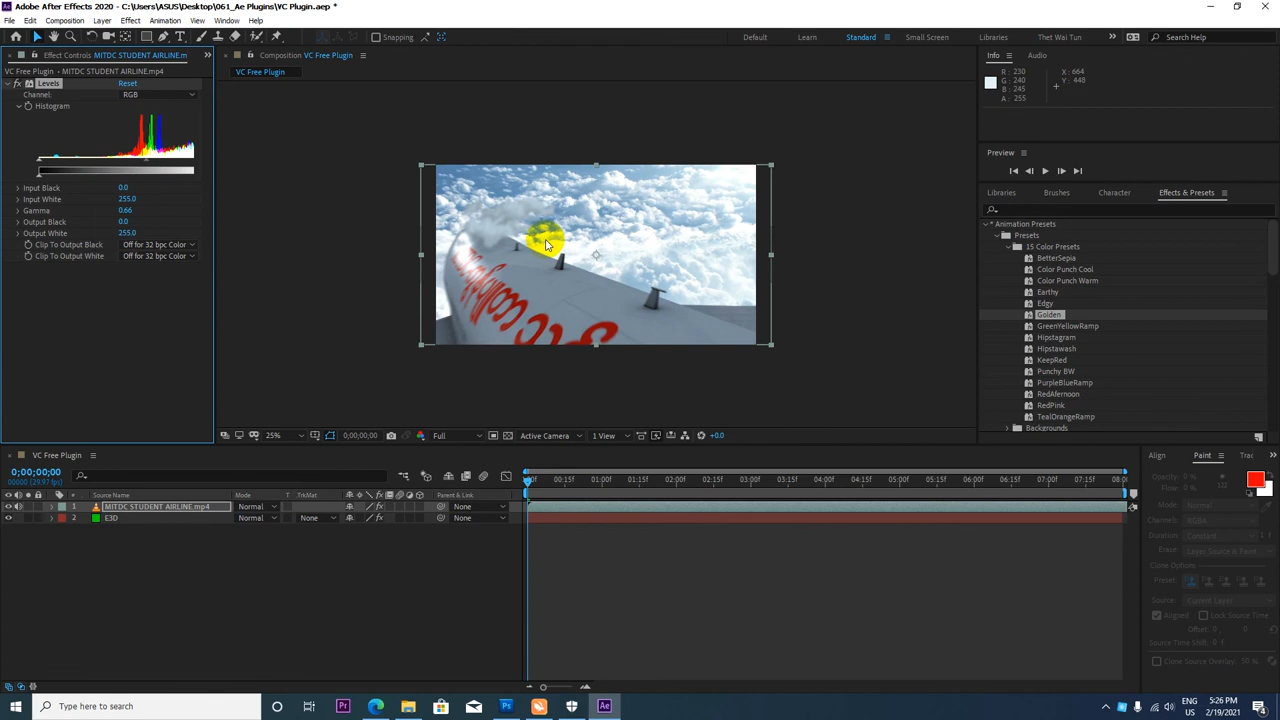 Adobe After Effects 2020 - C:\Users\ASUS\Desktop\061_Ae Plugins\VC Plugin.aep *
File Edit Composition Layer Effect Animation View Window Help
Snapping
Default Learn Standard Small Screen Libraries Thet Wai Tun Search Help
Effect Controls MITDC STUDENT AIRLINE.m
Composition VC Free Plugin
Info Audio
VC Free Plugin • MITDC STUDENT AIRLINE.mp4
VC Free Plugin
R: 230 X: 664
G: 240 Y: 448
B: 245
A: 255
fx Levels Reset
Channel: RGB
Histogram
Input Black 0.0
Input White 255.0
Gamma 0.66
Output Black 0.0
Output White 255.0
Clip To Output Black Off for 32 bpc Color
Clip To Output White Off for 32 bpc Color
Preview
Libraries Brushes Character Effects & Presets
* Animation Presets
Presets
15 Color Presets
BetterSepia
Color Punch Cool
Color Punch Warm
Earthy
Edgy
Golden
GreenYellowRamp
Hipstagram
Hipstawash
KeepRed
Punchy BW
PurpleBlueRamp
RedAfernoon
RedPink
TealOrangeRamp
Backgrounds
25% 0;00;00;00 Full Active Camera 1 View +0.0
VC Free Plugin
0;00;00;00
00000 (29.97 fps)
# Source Name Mode T TrkMat Parent & Link
1 MITDC STUDENT AIRLINE.mp4 Normal None
2 E3D Normal None None
00:15f 01:00f 01:15f 02:00f 02:15f 03:00f 03:15f 04:00f 04:15f 05:00f 05:15f 06:00f 06:15f 07:00f 07:15f 08:00
Align Paint Trac
Opacity: 0 %
Flow: 0 %
Mode: Normal
Channels: RGBA
Duration: Constant
Erase: Layer Source & Paint
Clone Options
Preset:
Source: Current Layer
Aligned Lock Source Time
Offset: 0 , 0
Source Time Shift: 0 f
Clone Source Overlay: 50 %
Type here to search
ENG 5:26 PM
US 2/19/2021